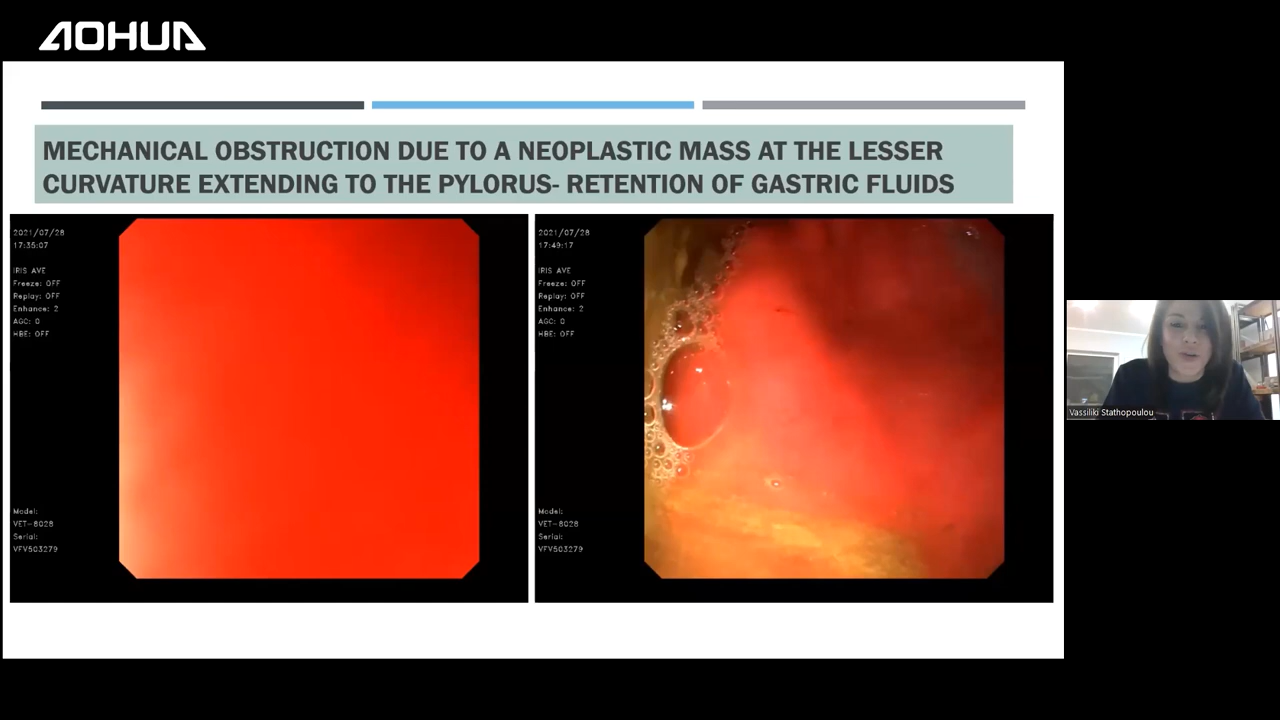 AOHUA
MECHANICAL OBSTRUCTION DUE TO A NEOPLASTIC MASS AT THE LESSER
CURVATURE EXTENDING TO THE PYLORUS- RETENTION OF GASTRIC FLUIDS
2021/07/28
17:35:07
IRIS AVE
Freeze: OFF
Replay: OFF
Enhance: 2
AGC: 0
HBE: OFF
Model:
VET-8028
Serial:
VFV503279
2021/07/28
17:49:17
IRIS AVE
Freeze: OFF
Replay: OFF
Enhance: 2
AGC: 0
HBE: OFF
Model:
VET-8028
Serial:
VFV503279
Vassiliki Stathopoulou